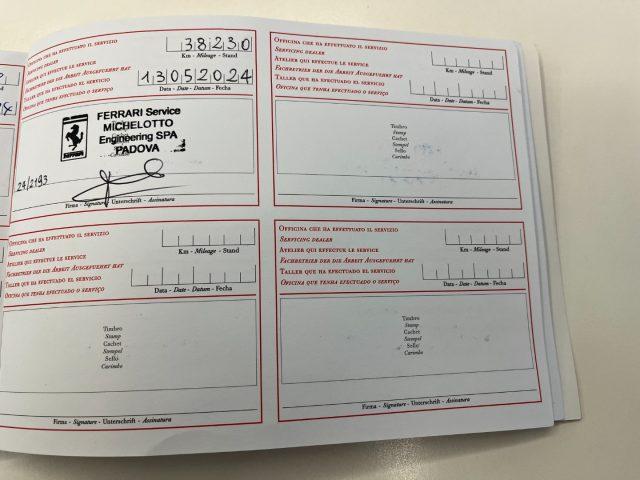 Officina che ha effettuato il servizio
Servicing dealer
Atelier qui effectue le service
Fachbetrieb der die Arbeit Ausgefuehrt hat
Taller que ha efectuado el servicio
Officina que tenha efectuado o serviço
38230
Km - Mileage - Stand
13052024
Data - Date - Datum - Fecha
FERRARI Service
MICHELOTTO
Engineering SPA
PADOVA
Ferrari
24/2193
Firma - Signature - Unterschrift - Assinatura
Officina che ha effettuato il servizio
Servicing dealer
Atelier qui effectue le service
Fachbetrieb der die Arbeit Ausgefuehrt hat
Taller que ha efectuado el servicio
Oficina que tenha efectuado o serviço
Km - Mileage - Stand
Data - Date - Datum - Fecha
Timbro
Stamp
Cachet
Stempel
Sello
Carimbo
Firma - Signature - Unterschrift - Assinatura
Officina che ha effettuato il servizio
Servicing dealer
Atelier qui effectue le service
Fachbetrieb der die Arbeit Ausgefuehrt hat
Taller que ha efectuado el servicio
Oficina que tenha efectuado o serviço
Km - Mileage - Stand
Data - Date - Datum - Fecha
Timbro
Stamp
Cachet
Stempel
Sello
Carimbo
Firma - Signature - Unterschrift - Assinatura
Officina che ha effettuato il servizio
Servicing dealer
Atelier qui effectue le service
Fachbetrieb der die Arbeit Ausgefuehrt hat
Taller que ha efectuado el servicio
Oficina que tenha efectuado o serviço
Km - Mileage - Stand
Data - Date - Datum - Fecha
Timbro
Stamp
Cachet
Stempel
Sello
Carimbo
Firma - Signature - Unterschrift - Assinatura